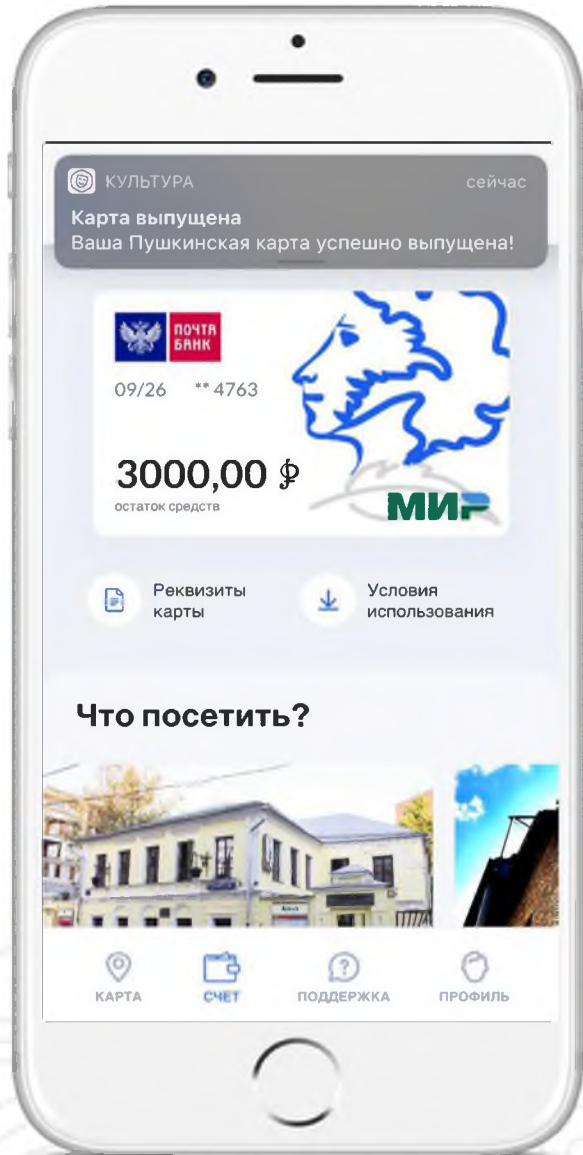 КУЛЬТУРА сейчас
Карта выпущена
Ваша Пушкинская карта успешно выпущена!
ПОЧТА
БАНК
09/26 ** 4763
3000,00 ₽
остаток средств
МИР
Реквизиты
карты
Условия
использования
Что посетить?
КАРТА СЧЕТ ПОДДЕРЖКА ПРОФИЛЬ